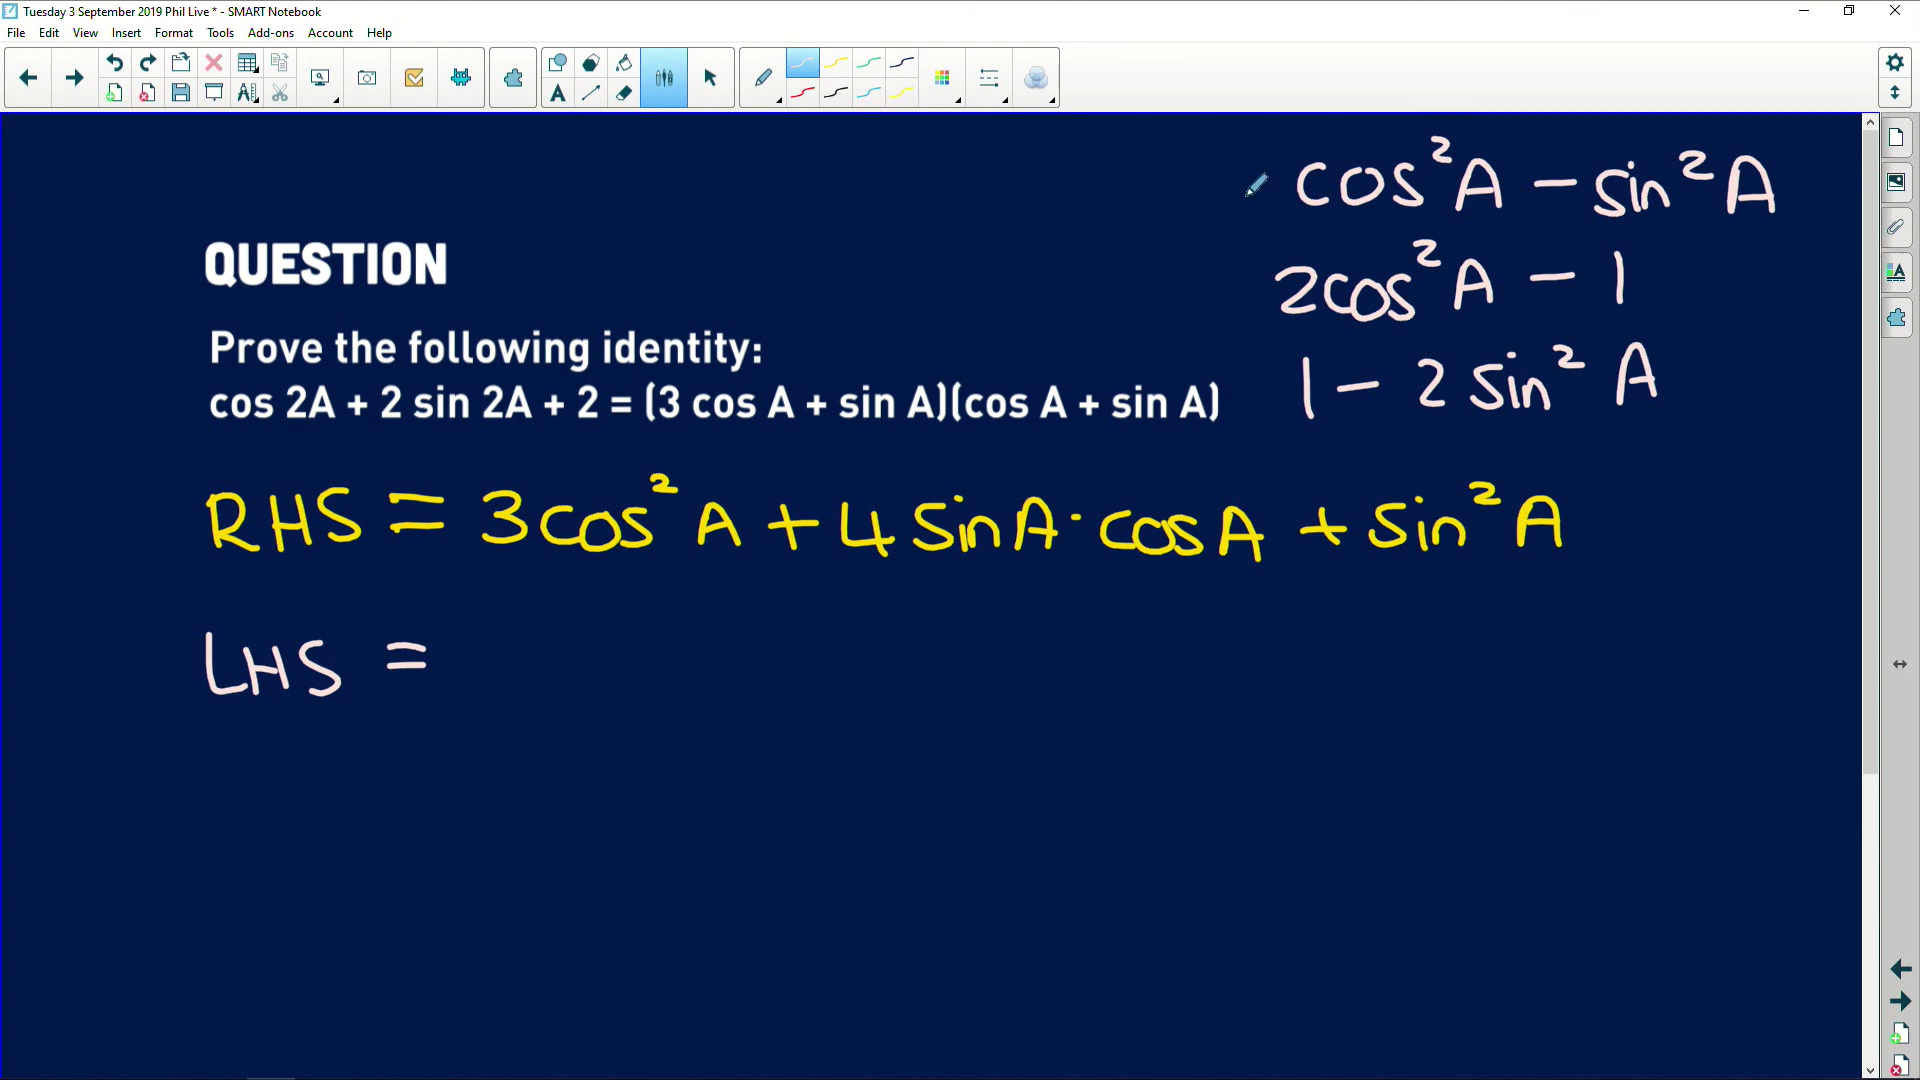 Tuesday 3 September 2019 Phil Live * - SMART Notebook
File Edit View Insert Format Tools Add-ons Account Help
cos²A - sin²A
2cos²A - 1
1 - 2 sin² A
QUESTION
Prove the following identity:
cos 2A + 2 sin 2A + 2 = (3 cos A + sin A)(cos A + sin A)
RHS = 3cos² A + 4 sinA · cosA + sin² A
LHS =